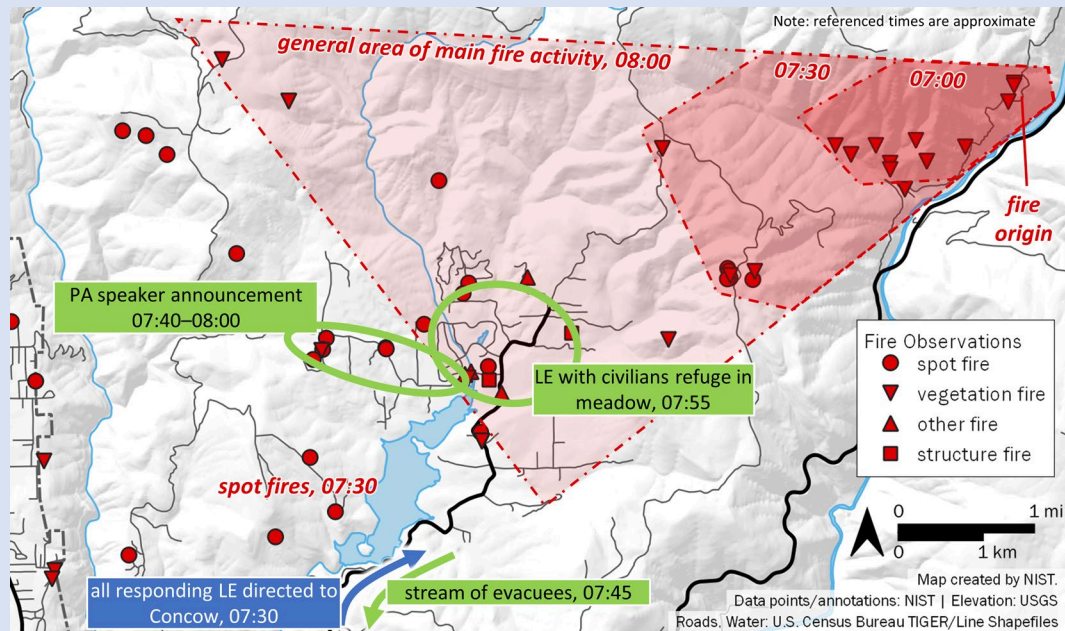 Note: referenced times are approximate
general area of main fire activity, 08:00
07:30
07:00
fire
origin
PA speaker announcement
07:40–08:00
LE with civilians refuge in
meadow, 07:55
Fire Observations
spot fire
vegetation fire
other fire
structure fire
spot fires, 07:30
0 1 mi
0 1 km
all responding LE directed to
Concow, 07:30
stream of evacuees, 07:45
Map created by NIST.
Data points/annotations: NIST | Elevation: USGS
Roads, Water: U.S. Census Bureau TIGER/Line Shapefiles